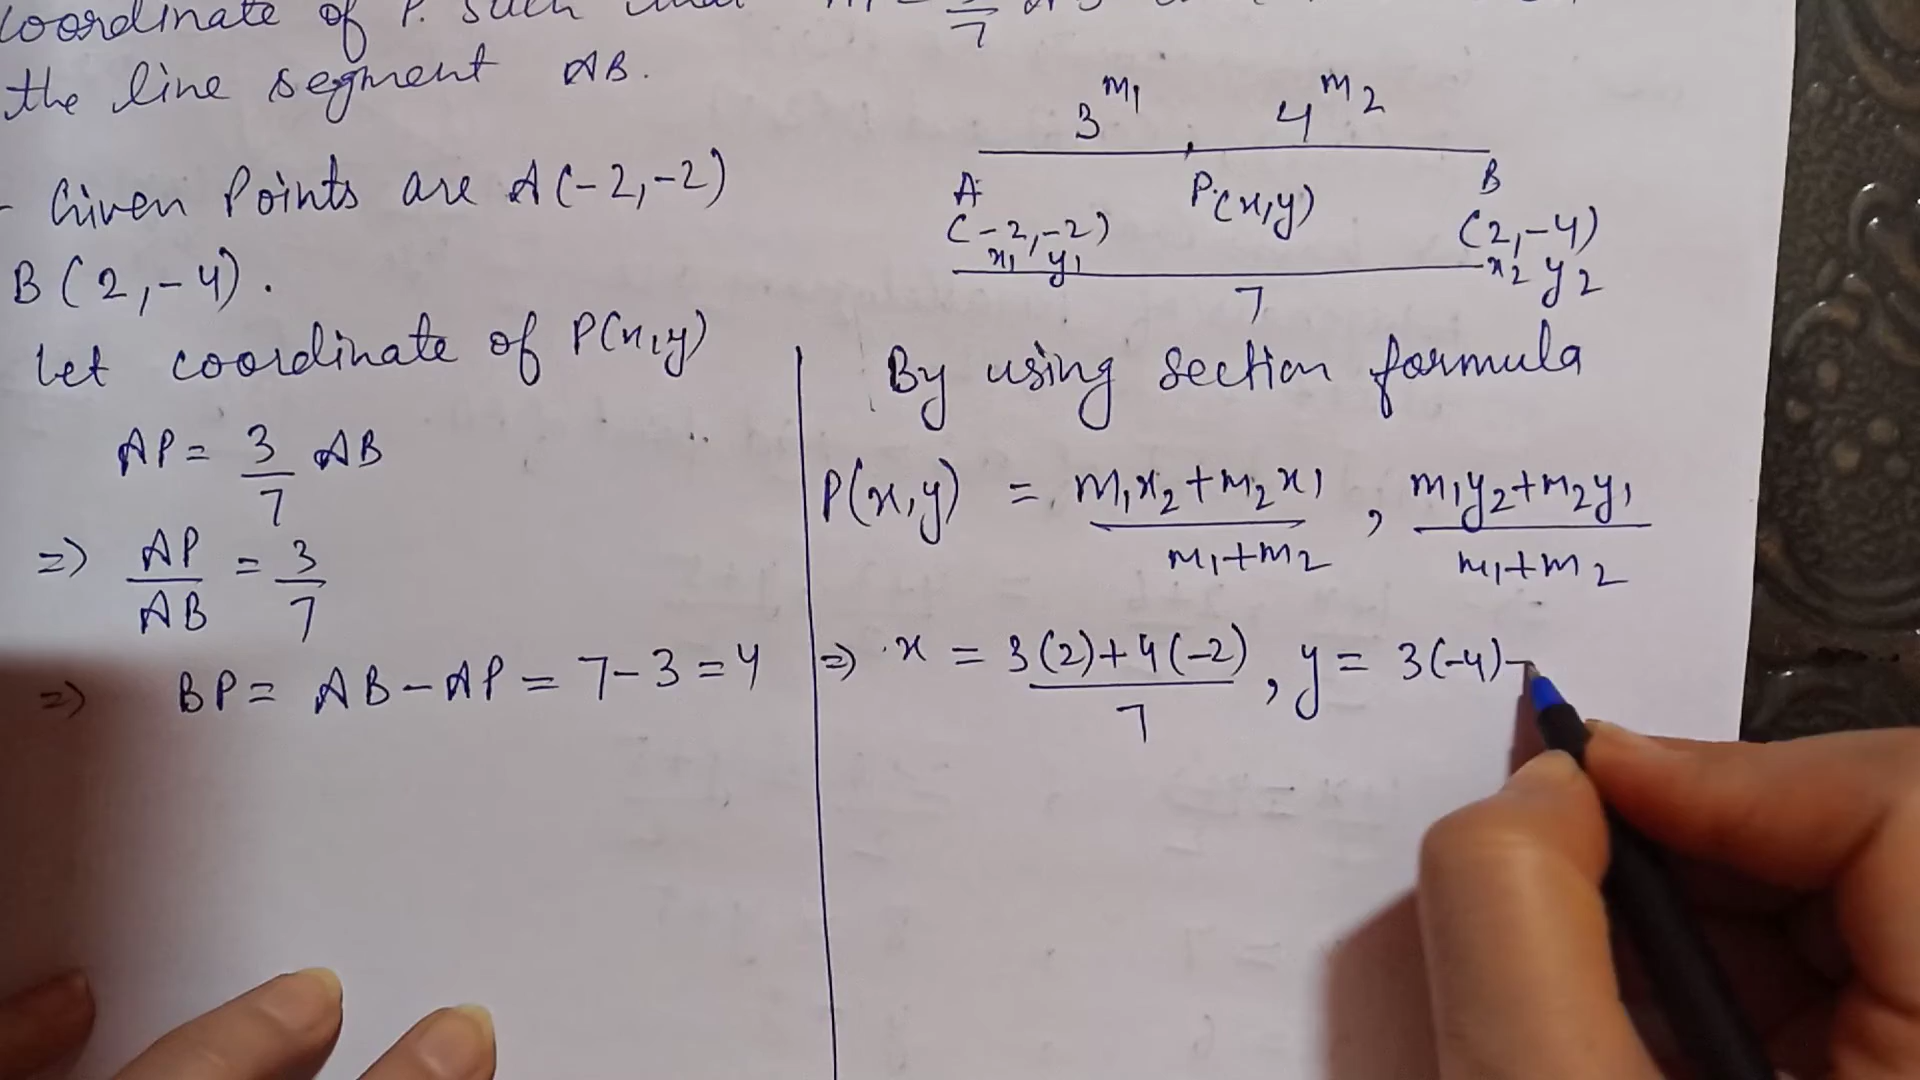 coordinate of P. such that 7
the line segment AB.
Given Points are A(-2,-2)
B(2,-4).
Let coordinate of P(x,y)
AP = 3/7 AB
=> AP/AB = 3/7
=> BP = AB - AP = 7-3 = 4
3 m1 4 m2
A P(x,y) B
(-2,-2) (2,-4)
x1 y1 x2 y2
7
By using section formula
P(x,y) = m1x2+m2x1/m1+m2 , m1y2+m2y1/m1+m2
=> x = 3(2)+4(-2)/7 , y = 3(-4)